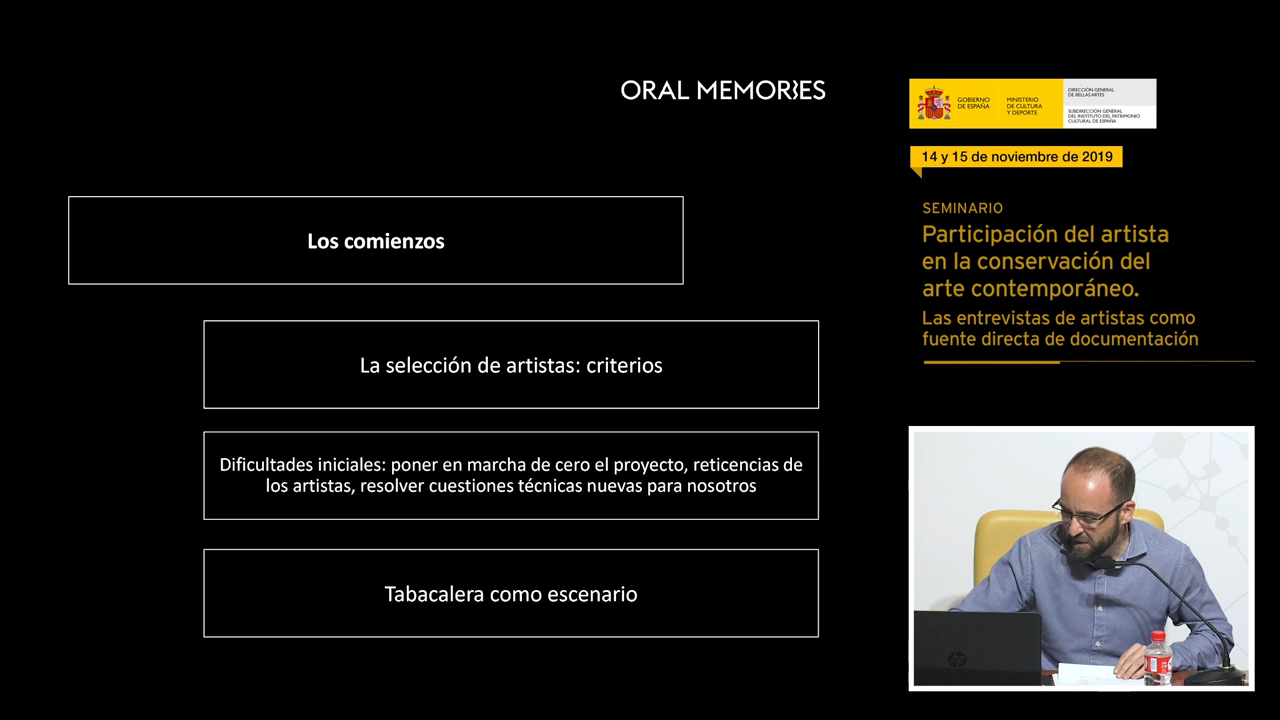 ORAL MEMORIES
Los comienzos
La selección de artistas: criterios
Dificultades iniciales: poner en marcha de cero el proyecto, reticencias de
los artistas, resolver cuestiones técnicas nuevas para nosotros
Tabacalera como escenario
GOBIERNO
DE ESPAÑA
MINISTERIO
DE CULTURA
Y DEPORTE
DIRECCIÓN GENERAL
DE BELLAS ARTES
SUBDIRECCIÓN GENERAL
DEL INSTITUTO DEL PATRIMONIO
CULTURAL DE ESPAÑA
14 y 15 de noviembre de 2019
SEMINARIO
Participación del artista
en la conservación del
arte contemporáneo.
Las entrevistas de artistas como
fuente directa de documentación
hp